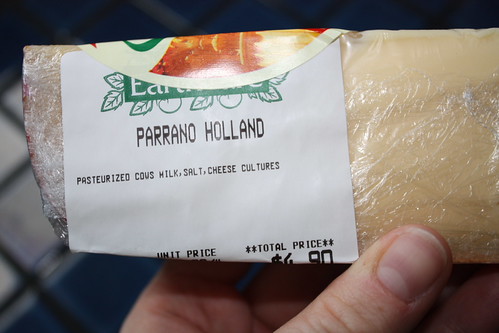 PARRANO HOLLAND
PASTEURIZED COWS MILK,SALT,CHEESE CULTURES
UNIT PRICE **TOTAL PRICE**